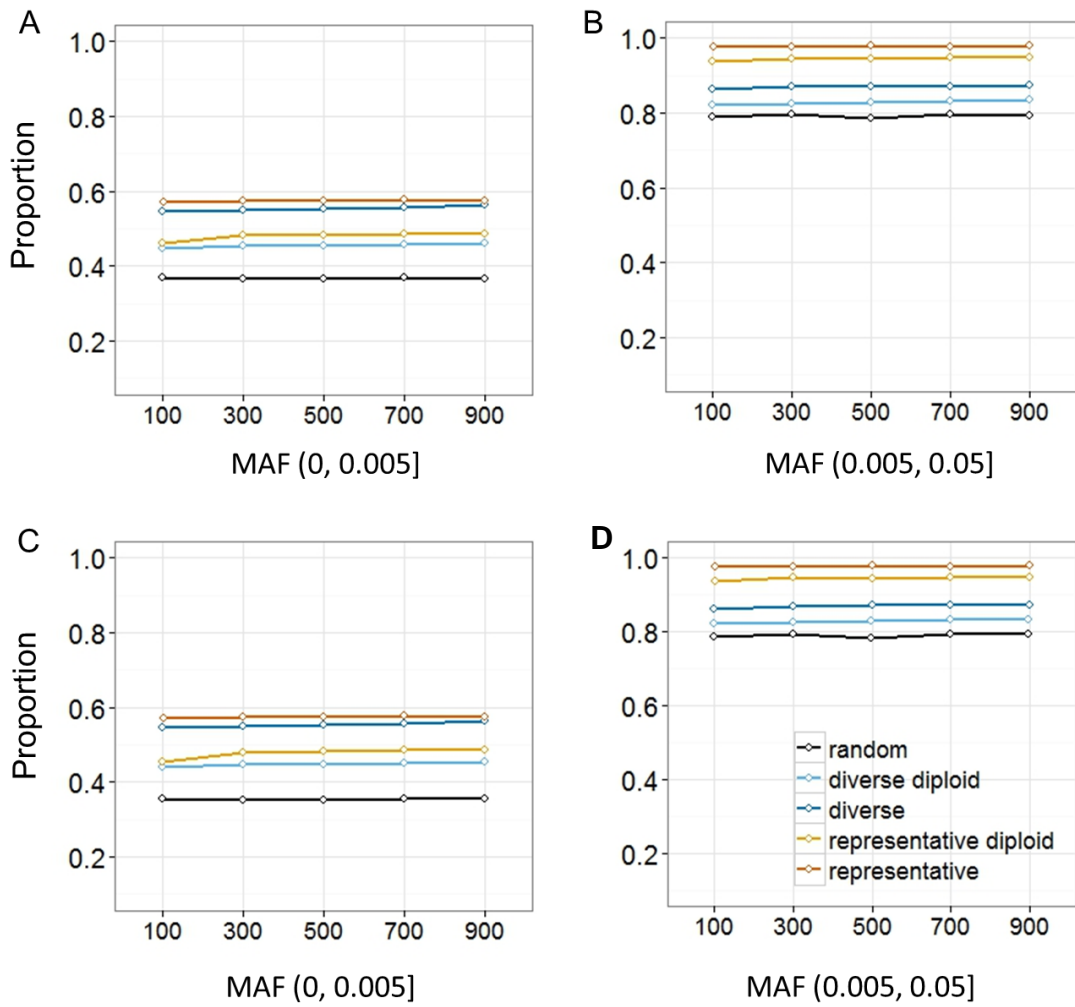 A
Proportion
1.0
0.8
0.6
0.4
0.2
100 300 500 700 900
MAF (0, 0.005]
B
1.0
0.8
0.6
0.4
0.2
100 300 500 700 900
MAF (0.005, 0.05]
C
Proportion
1.0
0.8
0.6
0.4
0.2
100 300 500 700 900
MAF (0, 0.005]
D
1.0
0.8
0.6
0.4
0.2
random
diverse diploid
diverse
representative diploid
representative
100 300 500 700 900
MAF (0.005, 0.05]